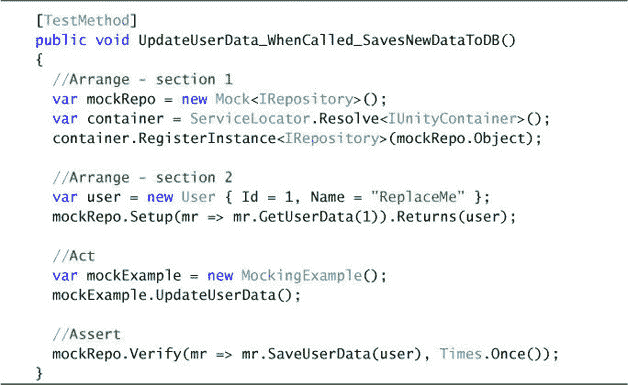 [TestMethod]
public void UpdateUserData_WhenCalled_SavesNewDataToDB()
{
//Arrange - section 1
var mockRepo = new Mock<IRepository>();
var container = ServiceLocator.Resolve<IUnityContainer>();
container.RegisterInstance<IRepository>(mockRepo.Object);
//Arrange - section 2
var user = new User { Id = 1, Name = "ReplaceMe" };
mockRepo.Setup(mr => mr.GetUserData(1)).Returns(user);
//Act
var mockExample = new MockingExample();
mockExample.UpdateUserData();
//Assert
mockRepo.Verify(mr => mr.SaveUserData(user), Times.Once());
}